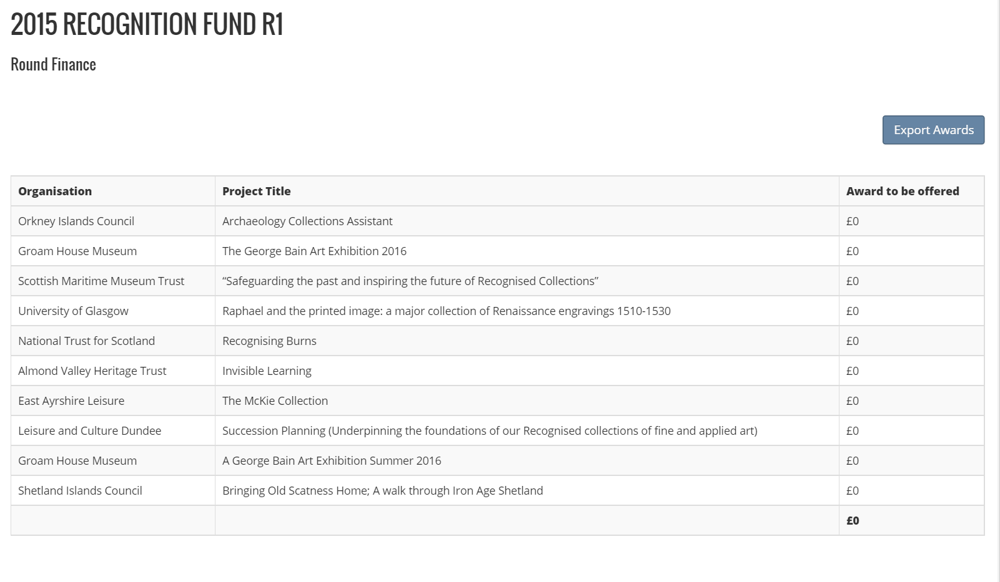 2015 RECOGNITION FUND R1
Round Finance
Export Awards
Organisation Project Title Award to be offered
Orkney Islands Council Archaeology Collections Assistant £0
Groam House Museum The George Bain Art Exhibition 2016 £0
Scottish Maritime Museum Trust “Safeguarding the past and inspiring the future of Recognised Collections” £0
University of Glasgow Raphael and the printed image: a major collection of Renaissance engravings 1510-1530 £0
National Trust for Scotland Recognising Burns £0
Almond Valley Heritage Trust Invisible Learning £0
East Ayrshire Leisure The McKie Collection £0
Leisure and Culture Dundee Succession Planning (Underpinning the foundations of our Recognised collections of fine and applied art) £0
Groam House Museum A George Bain Art Exhibition Summer 2016 £0
Shetland Islands Council Bringing Old Scatness Home; A walk through Iron Age Shetland £0
£0